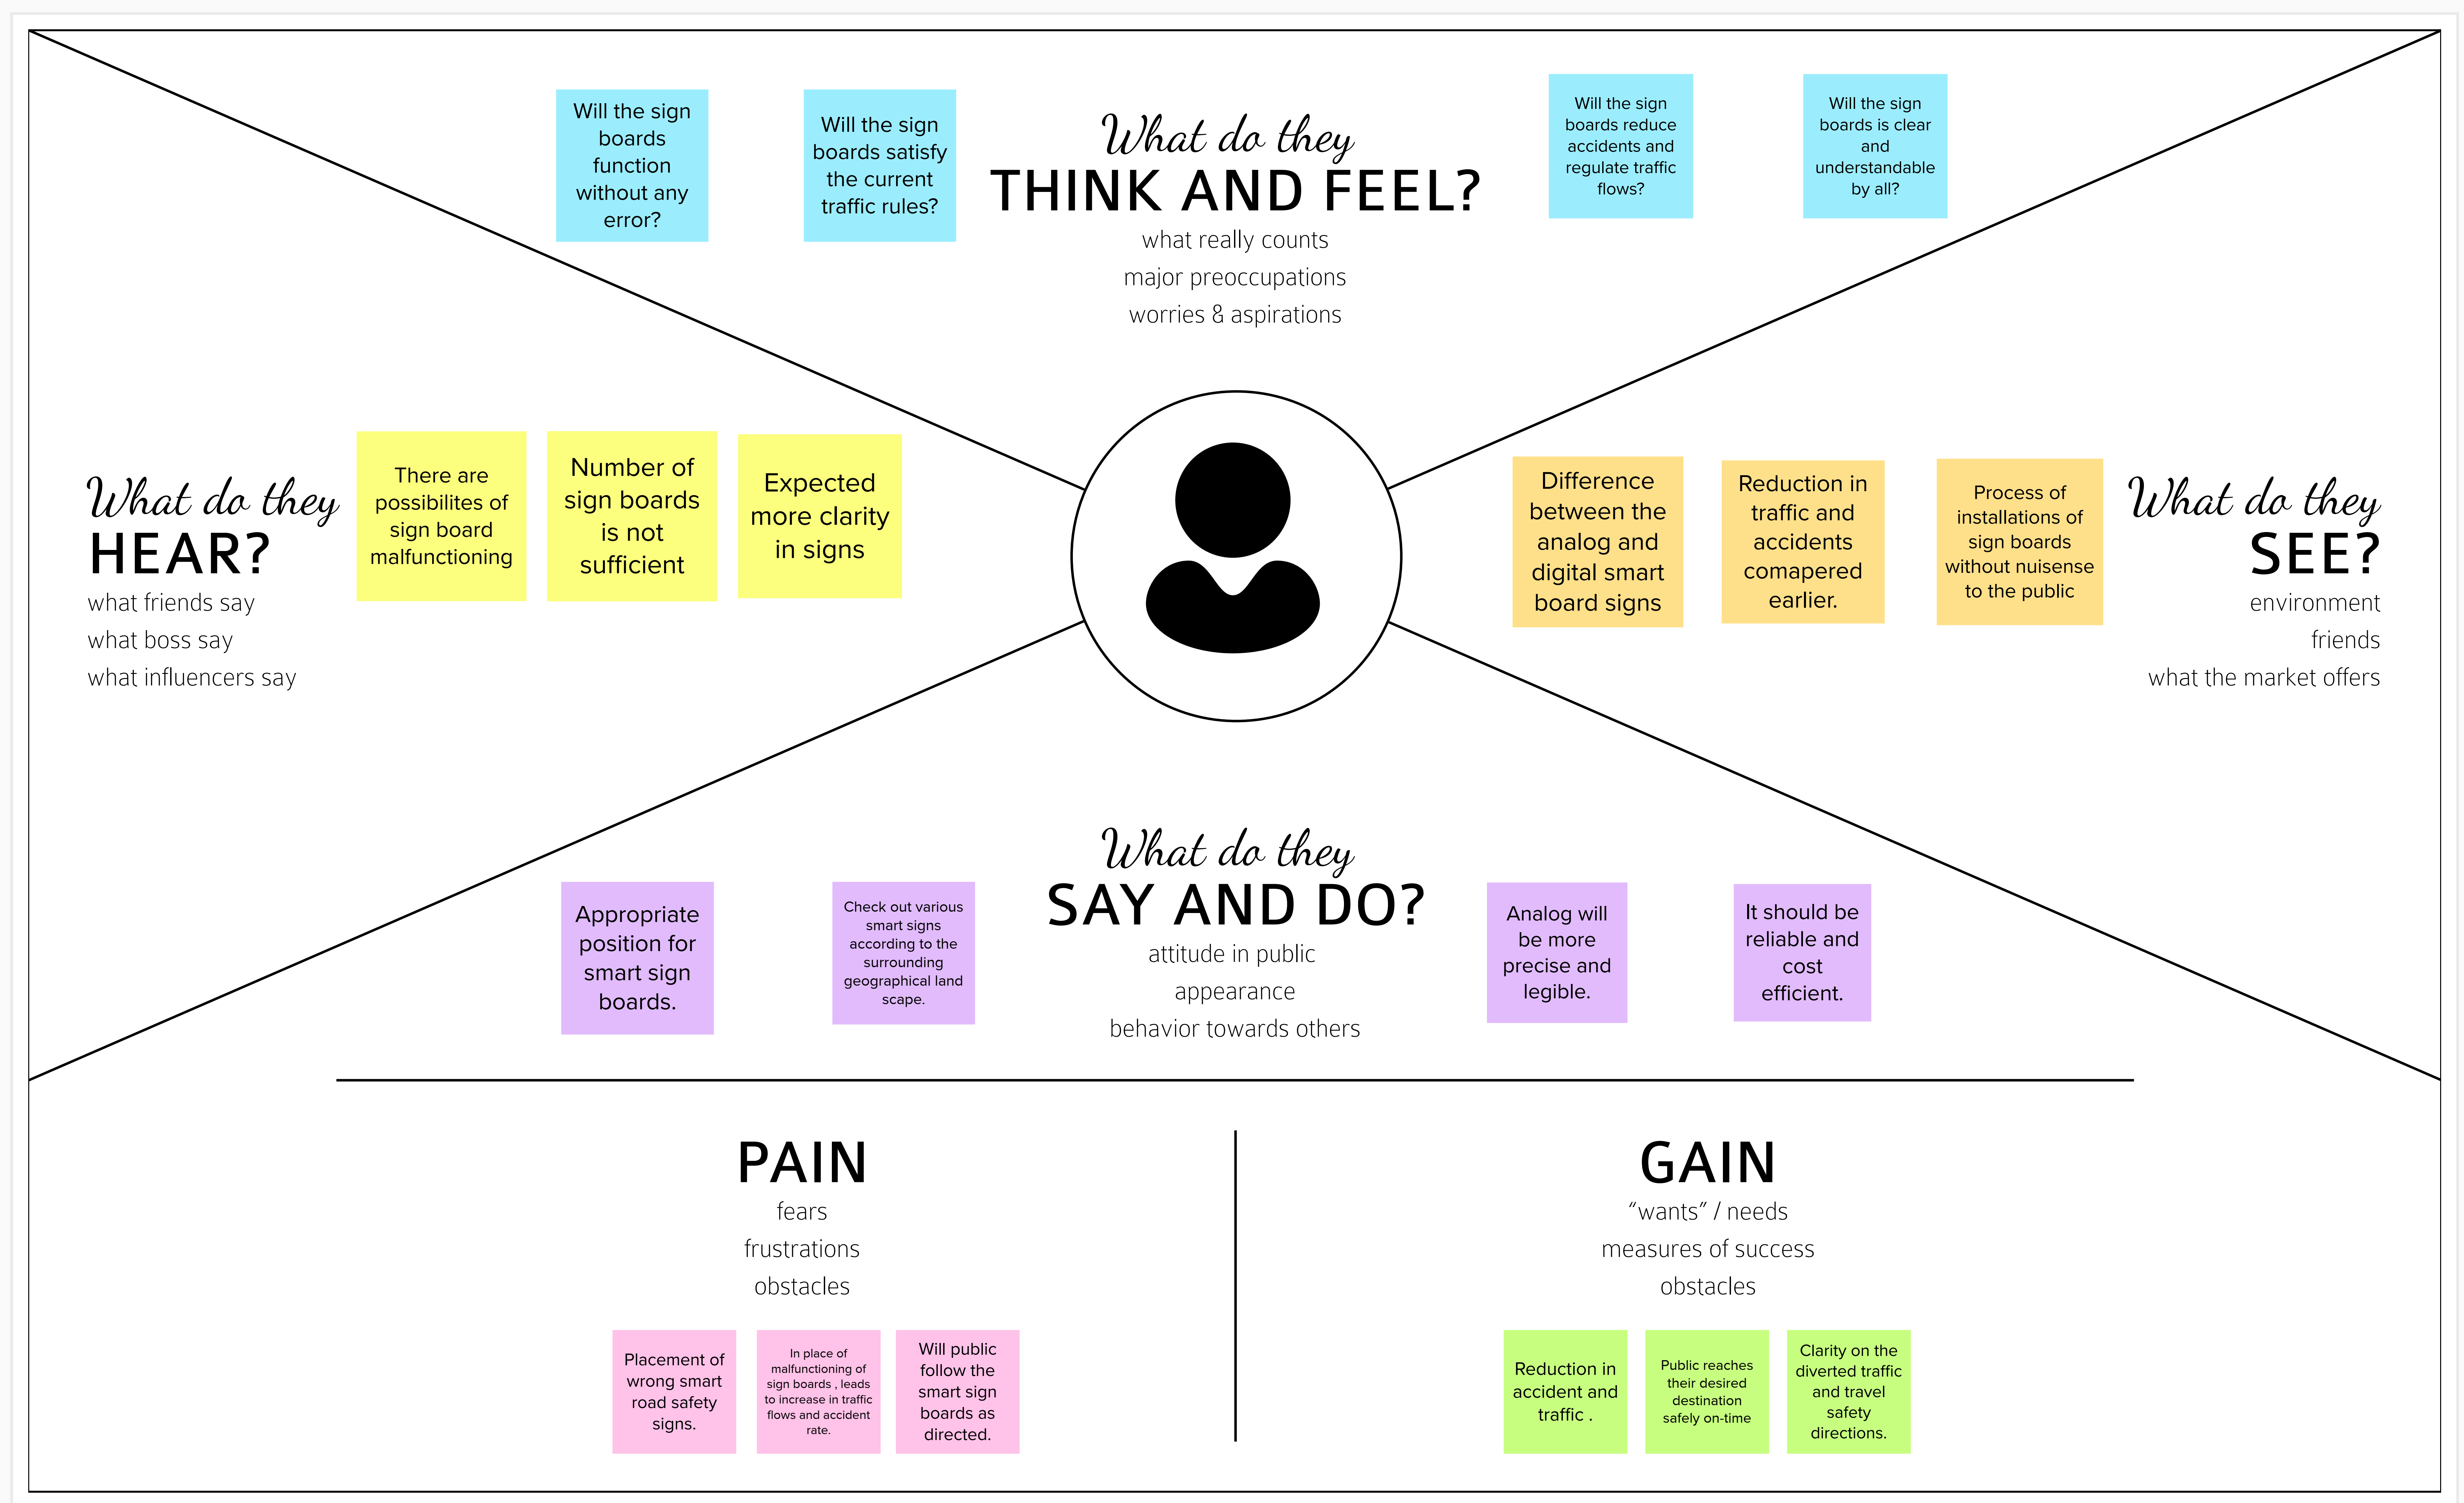 Will the sign
boards
function
without any
error?
Will the sign
boards satisfy
the current
traffic rules?
What do they
THINK AND FEEL?
what really counts
major preoccupations
worries & aspirations
Will the sign
boards reduce
accidents and
regulate traffic
flows?
Will the sign
boards is clear
and
understandable
by all?
What do they
HEAR?
what friends say
what boss say
what influencers say
There are
possibilites of
sign board
malfunctioning
Number of
sign boards
is not
sufficient
Expected
more clarity
in signs
Difference
between the
analog and
digital smart
board signs
Reduction in
traffic and
accidents
comapered
earlier.
Process of
installations of
sign boards
without nuisense
to the public
What do they
SEE?
environment
friends
what the market offers
Appropriate
position for
smart sign
boards.
Check out various
smart signs
according to the
surrounding
geographical land
scape.
What do they
SAY AND DO?
attitude in public
appearance
behavior towards others
Analog will
be more
precise and
legible.
It should be
reliable and
cost
efficient.
PAIN
fears
frustrations
obstacles
Placement of
wrong smart
road safety
signs.
In place of
malfunctioning of
sign boards , leads
to increase in traffic
flows and accident
rate.
Will public
follow the
smart sign
boards as
directed.
GAIN
“wants” / needs
measures of success
obstacles
Reduction in
accident and
traffic .
Public reaches
their desired
destination
safely on-time
Clarity on the
diverted traffic
and travel
safety
directions.